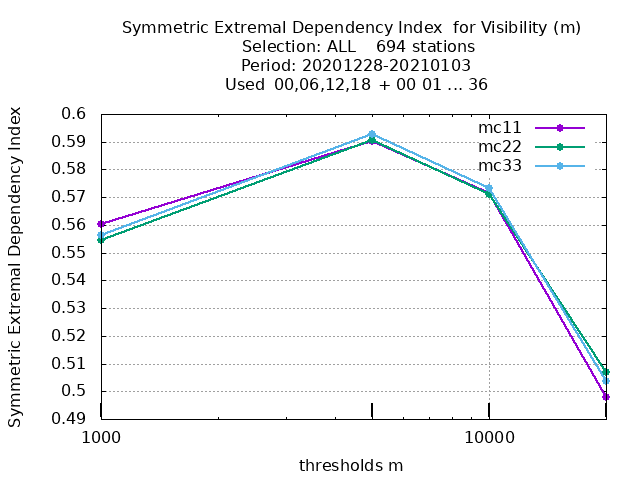 Symmetric Extremal Dependency Index  for Visibility (m)
Selection: ALL    694 stations
Period: 20201228-20210103
Used  00,06,12,18 + 00 01 ... 36
Symmetric Extremal Dependency Index
0.6
0.59
0.58
0.57
0.56
0.55
0.54
0.53
0.52
0.51
0.5
0.49
mc11
mc22
mc33
1000
10000
thresholds m